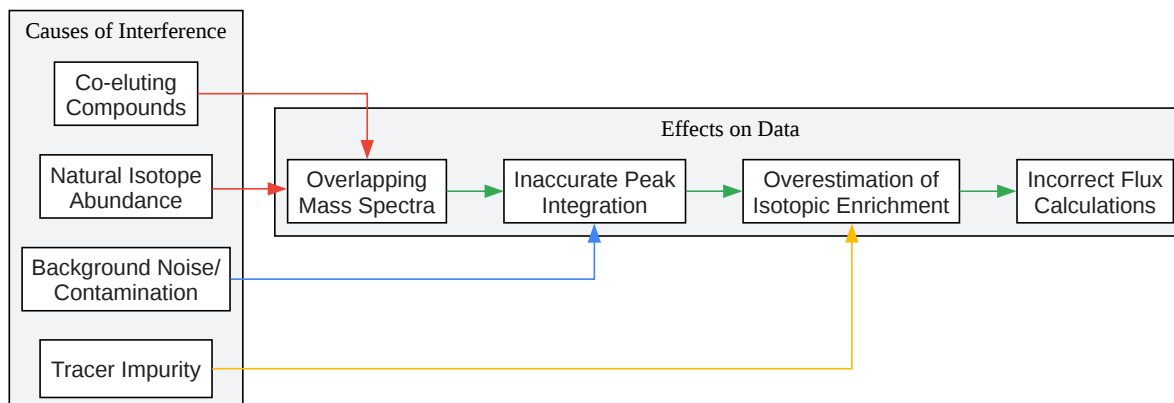 Causes of Interference
Co-eluting
Compounds
Natural Isotope
Abundance
Background Noise/
Contamination
Tracer Impurity
Effects on Data
Overlapping
Mass Spectra
Inaccurate Peak
Integration
Overestimation of
Isotopic Enrichment
Incorrect Flux
Calculations